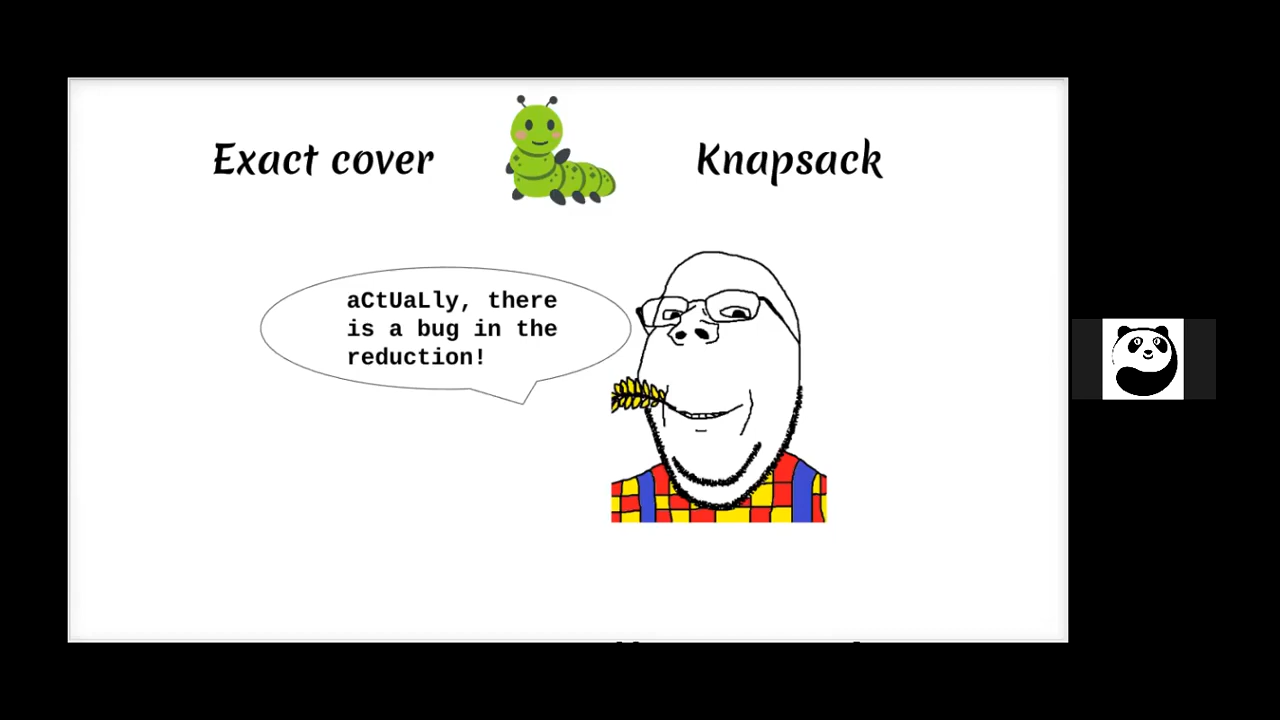 Exact cover
Knapsack
aCtUaLly, there
is a bug in the
reduction!